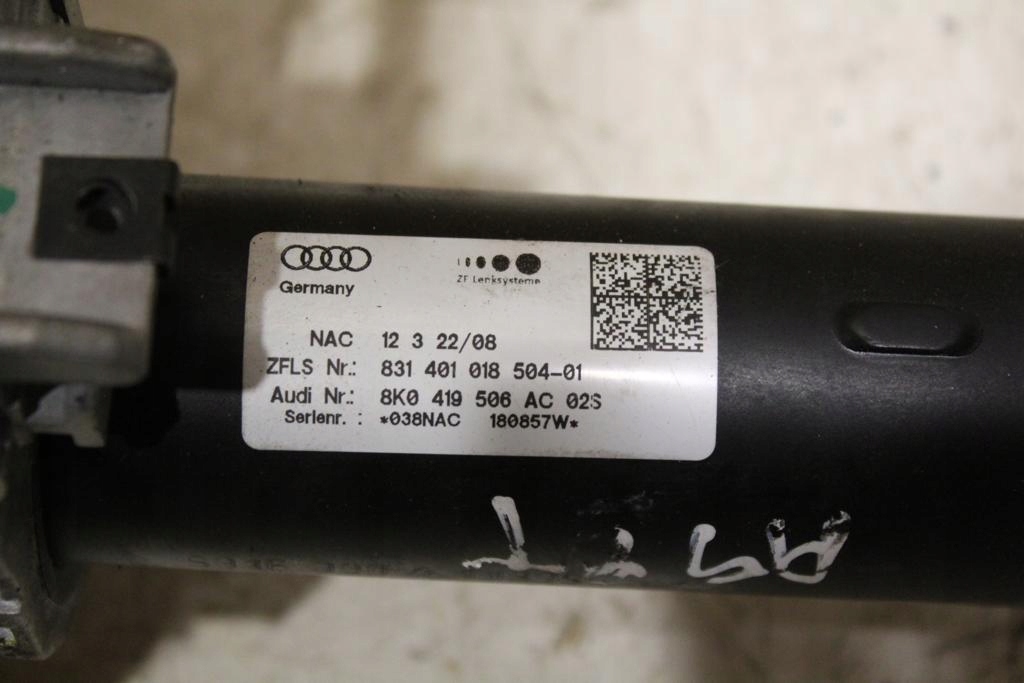 Germany
ZF Lenksysteme
NAC 12 3 22/08
ZFLS Nr.: 831 401 018 504-01
Audi Nr.: 8K0 419 506 AC 02S
Serienr. : *038NAC 180857W*